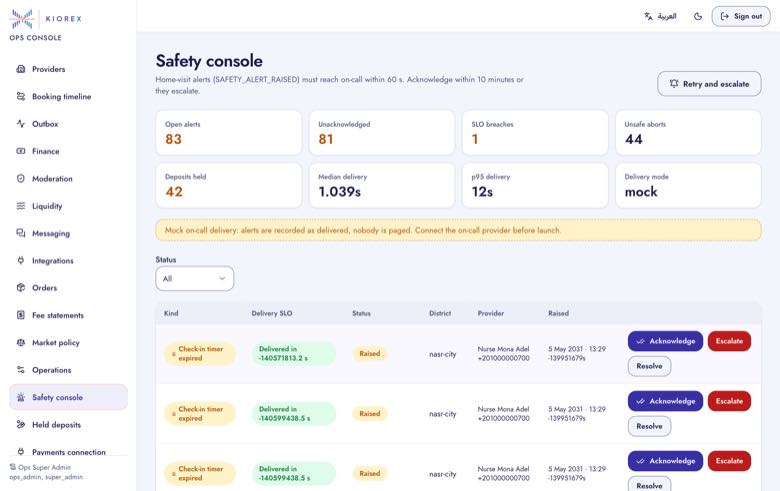 KIOREX
العربية
Sign out
OPS CONSOLE
Providers
Booking timeline
Outbox
Finance
Moderation
Liquidity
Messaging
Integrations
Orders
Fee statements
Market policy
Operations
Safety console
Held deposits
Payments connection
Ops Super Admin
ops_admin, super_admin
Safety console
Home-visit alerts (SAFETY_ALERT_RAISED) must reach on-call within 60 s. Acknowledge within 10 minutes or
they escalate.
Retry and escalate
Open alerts
83
Unacknowledged
81
SLO breaches
1
Unsafe aborts
44
Deposits held
42
Median delivery
1.039s
p95 delivery
12s
Delivery mode
mock
Mock on-call delivery: alerts are recorded as delivered, nobody is paged. Connect the on-call provider before launch.
Status
All
Kind Delivery SLO Status District Provider Raised
Check-in timer
expired
Delivered in
-140571813.2 s
Raised
nasr-city
Nurse Mona Adel
+201000000700
5 May 2031 · 13:29
-139951679s
Acknowledge
Escalate
Resolve
Check-in timer
expired
Delivered in
-140599438.5 s
Raised
nasr-city
Nurse Mona Adel
+201000000700
5 May 2031 · 13:29
-139951679s
Acknowledge
Escalate
Resolve
Check-in timer
expired
Delivered in
-140599438.5 s
Raised
nasr-city
Nurse Mona Adel
+201000000700
5 May 2031 · 13:29
-139951679s
Acknowledge
Escalate
Resolve